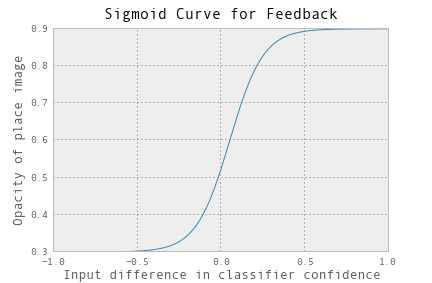 Sigmoid Curve for Feedback
0.9
0.8
0.7
0.6
0.5
0.4
0.3
Opacity of place image
−1.0 −0.5 0.0 0.5 1.0
Input difference in classifier confidence